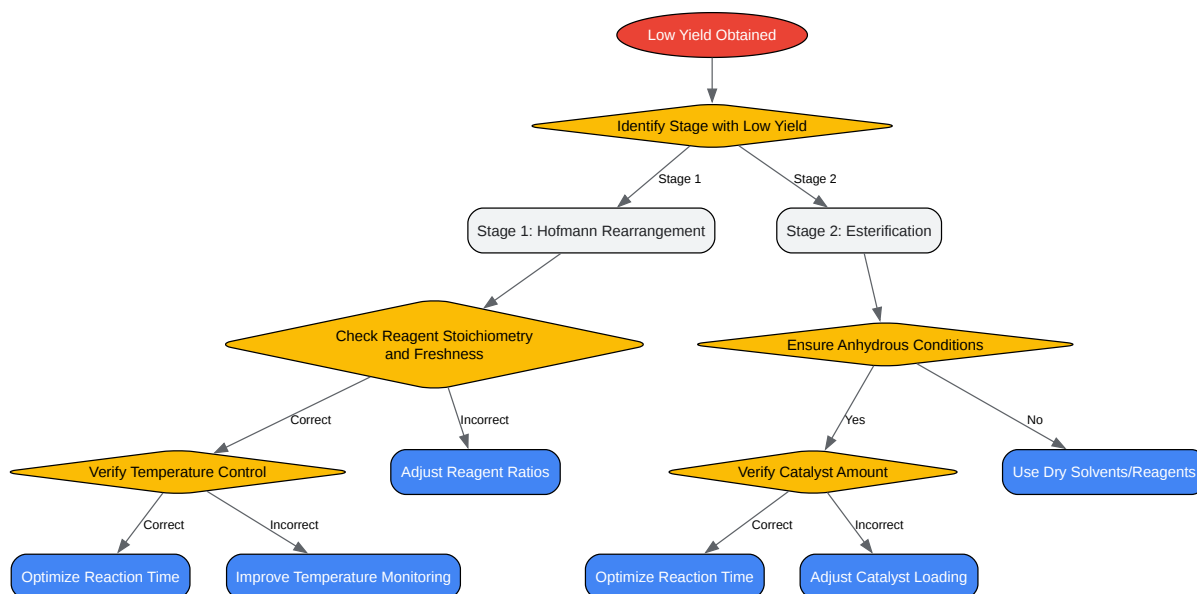 Low Yield Obtained
Identify Stage with Low Yield
Stage 1
Stage 2
Stage 1: Hofmann Rearrangement
Stage 2: Esterification
Check Reagent Stoichiometry
and Freshness
Ensure Anhydrous Conditions
Correct
Incorrect
Yes
No
Verify Temperature Control
Adjust Reagent Ratios
Verify Catalyst Amount
Use Dry Solvents/Reagents
Correct
Incorrect
Correct
Incorrect
Optimize Reaction Time
Improve Temperature Monitoring
Optimize Reaction Time
Adjust Catalyst Loading